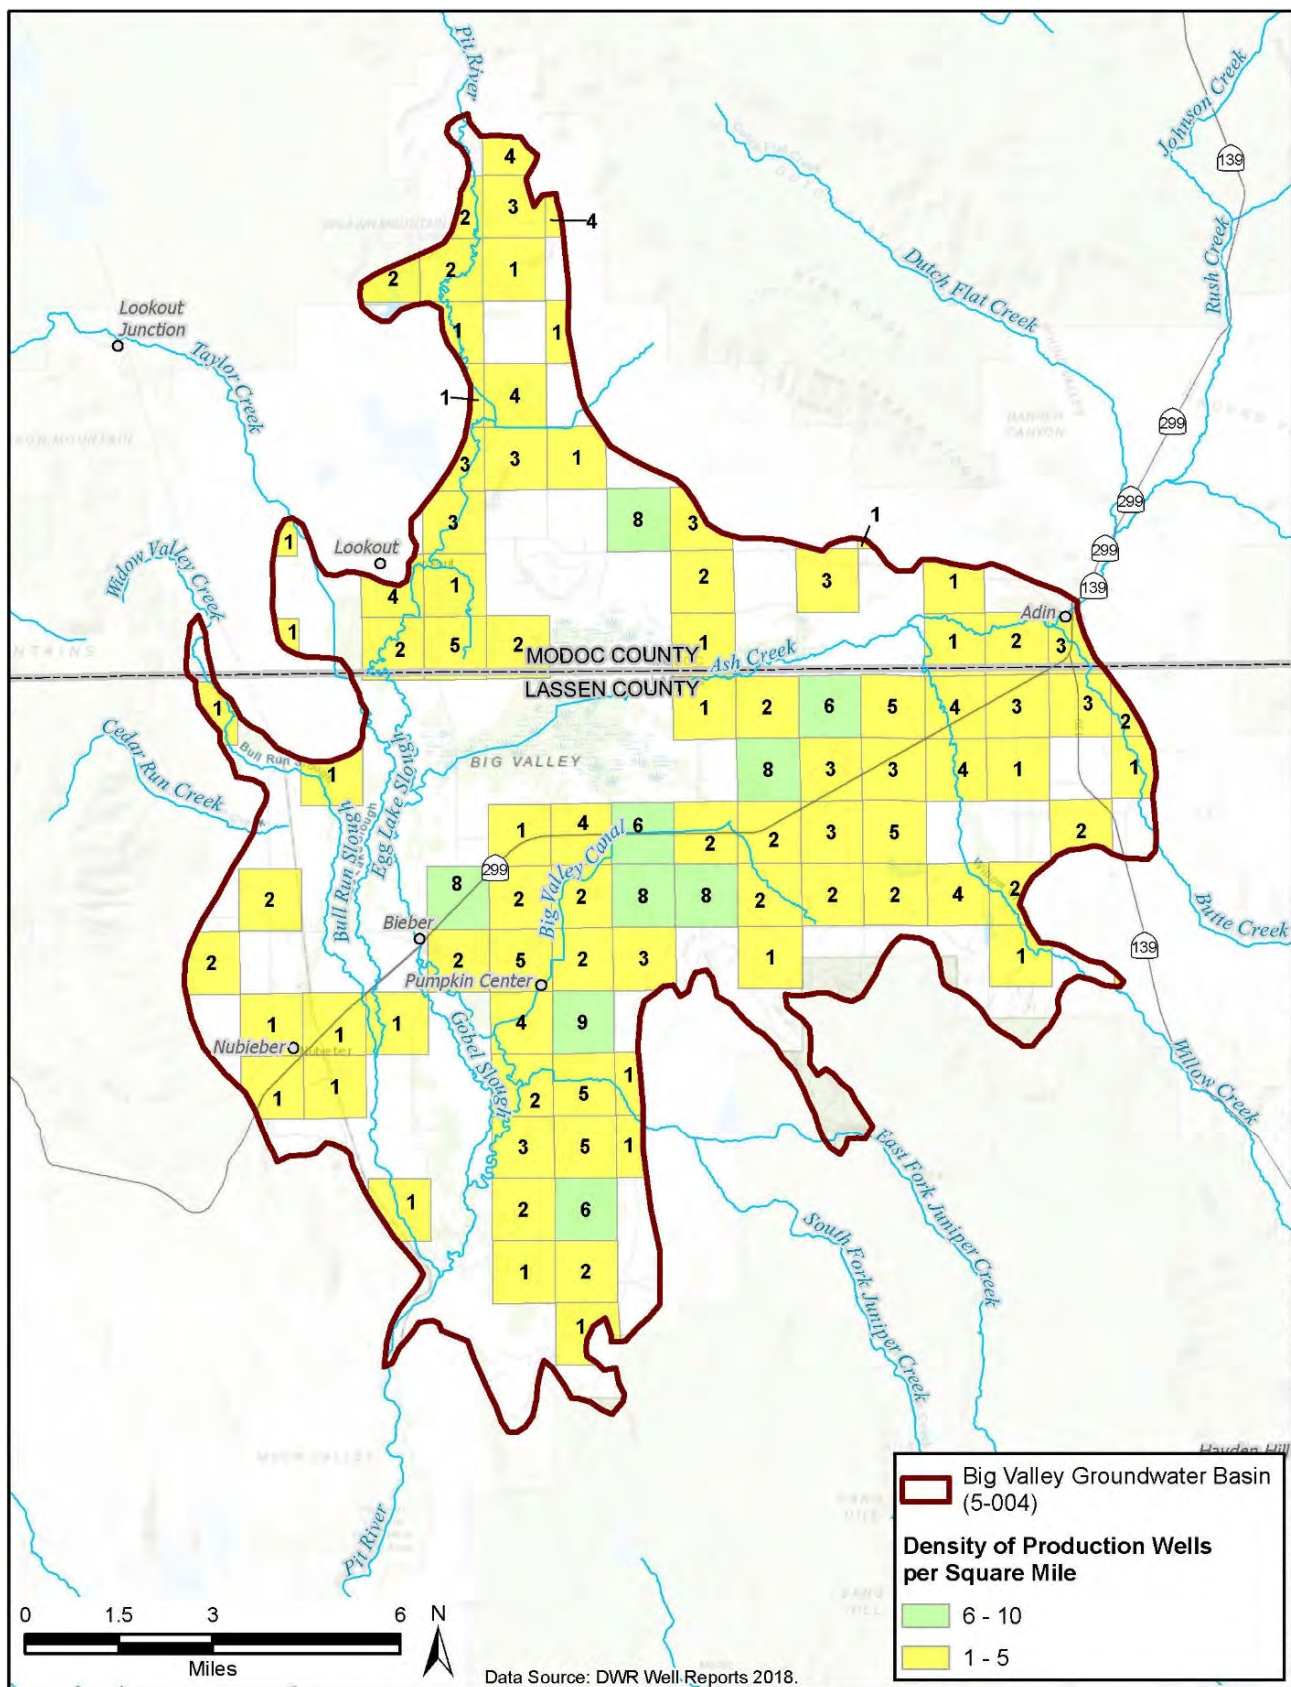 Pit River
Johnson Creek
139
4
3
2
4
Rush Creek
Dutch Flat Creek
2
2
1
Lookout
Junction
Taylor Creek
1
1
1
4
299
3
3
1
299
8
3
1
3
1
Lookout
299
Widow Valley Creek
4
1
2
3
1
139
Adin
1
2
5
2
1
1
2
3
MODOC COUNTY
Ash Creek
LASSEN COUNTY
1
1
2
6
5
4
3
3
2
Cedar Run Creek
Bull Run Slough
Egg Lake Slough
BIG VALLEY
1
8
3
3
4
1
1
1
4
6
2
2
3
5
2
299
Big Valley Canal
Bull Run Slough
2
8
2
2
8
8
2
2
2
4
2
Willow
Butte Creek
Bieber
2
2
5
2
3
1
1
139
Pumpkin Center
1
1
1
4
9
Nubieber
Gobel Slough
Willow Creek
1
1
2
5
1
3
5
1
East Fork Juniper Creek
1
2
6
South Fork Juniper Creek
1
2
1
Hayden Hill
Pit River
Big Valley Groundwater Basin
(5-004)
Density of Production Wells
per Square Mile
6 - 10
1 - 5
0 1.5 3 6
Miles
N
Data Source: DWR Well Reports 2018.